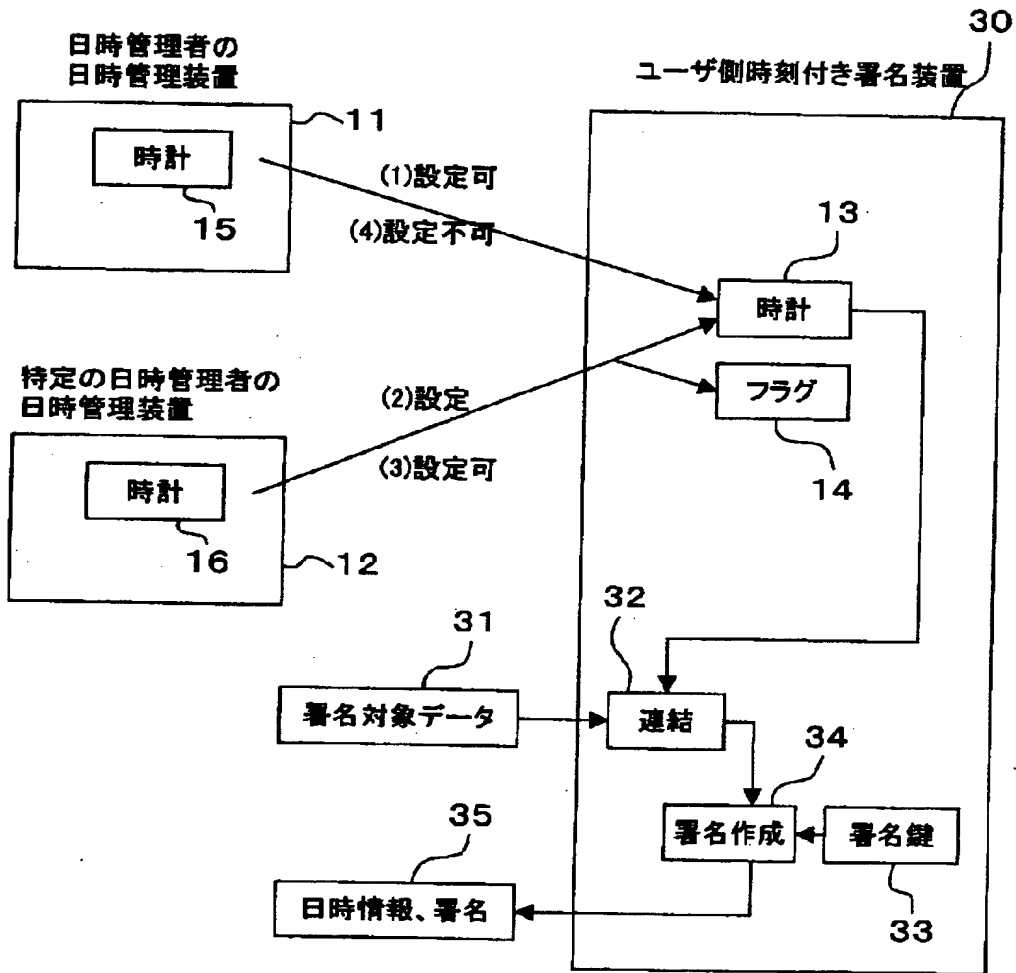 30
日時管理者の
日時管理装置
ユーザ側時刻付き署名装置
11
時計
15
(1)設定可
(4)設定不可
13
時計
特定の日時管理者の
日時管理装置
(2)設定
フラグ
14
(3)設定可
時計
16
12
31
32
署名対象データ
連結
34
35
署名作成
署名鍵
日時情報、署名
33